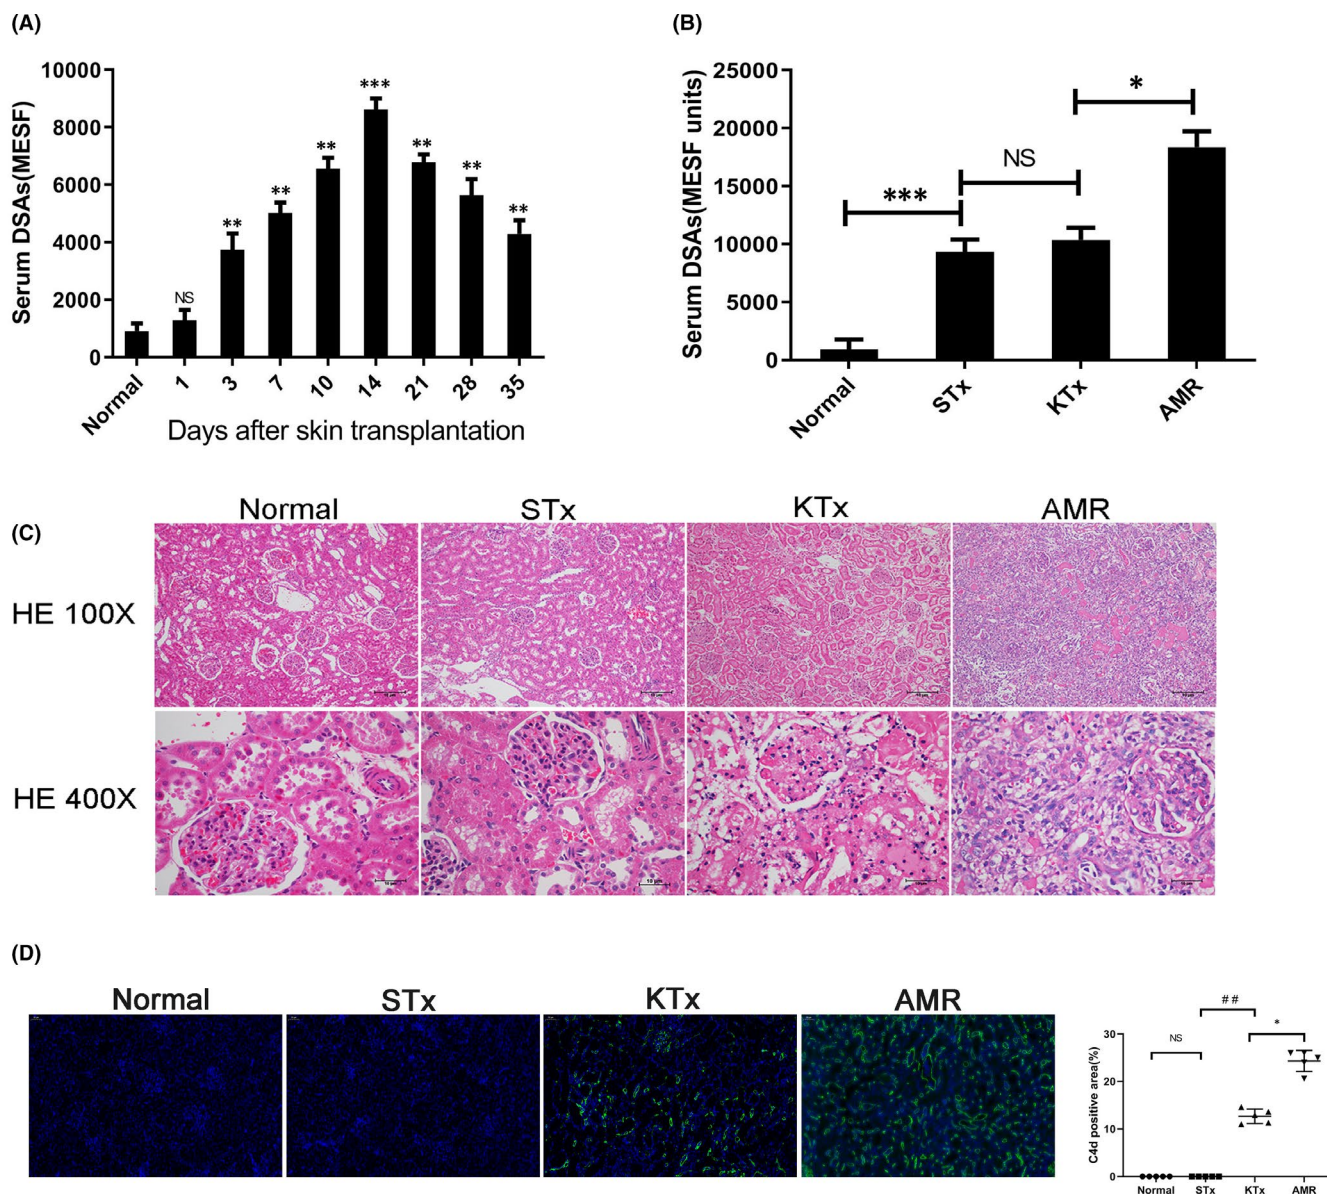 (A)
Serum DSAs(MESF)
10000
8000
6000
4000
2000
0
NS
**
**
**
***
**
**
**
Normal
1
3
7
10
14
21
28
35
Days after skin transplantation
(B)
Serum DSAs(MESF units)
25000
20000
15000
10000
5000
0
***
NS
*
Normal
STx
KTx
AMR
(C)
Normal STx KTx AMR
HE 100X
HE 400X
10 μm
(D)
Normal STx KTx AMR
C4d positive area(%)
30
20
10
0
NS
##
*
Normal STx KTx AMR